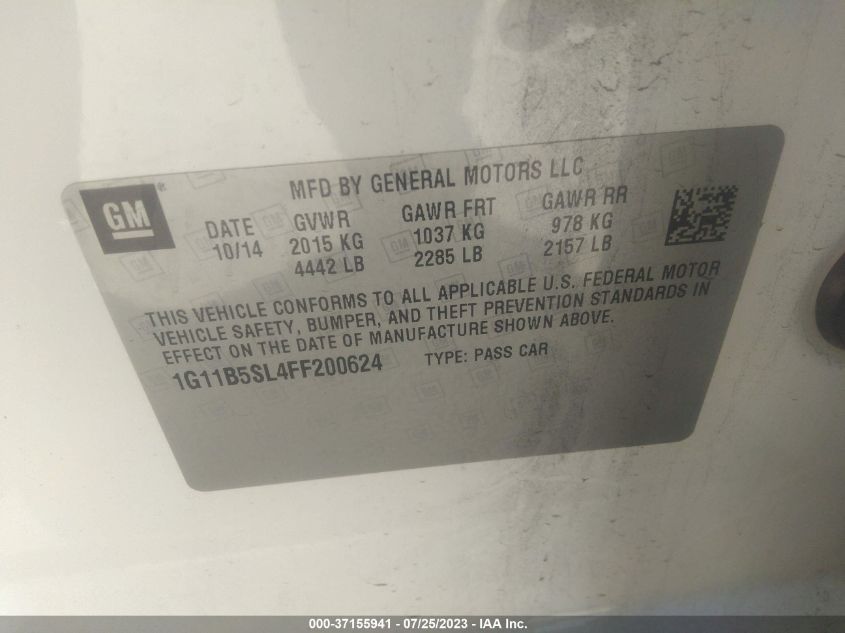 GM ®
MFD BY GENERAL MOTORS LLC
DATE GVWR GAWR FRT GAWR RR
10/14 2015 KG 1037 KG 978 KG
4442 LB 2285 LB 2157 LB
THIS VEHICLE CONFORMS TO ALL APPLICABLE U.S. FEDERAL MOTOR
VEHICLE SAFETY, BUMPER, AND THEFT PREVENTION STANDARDS IN
EFFECT ON THE DATE OF MANUFACTURE SHOWN ABOVE.
1G11B5SL4FF200624 TYPE: PASS CAR
000-37155941 - 07/25/2023 - IAA Inc.